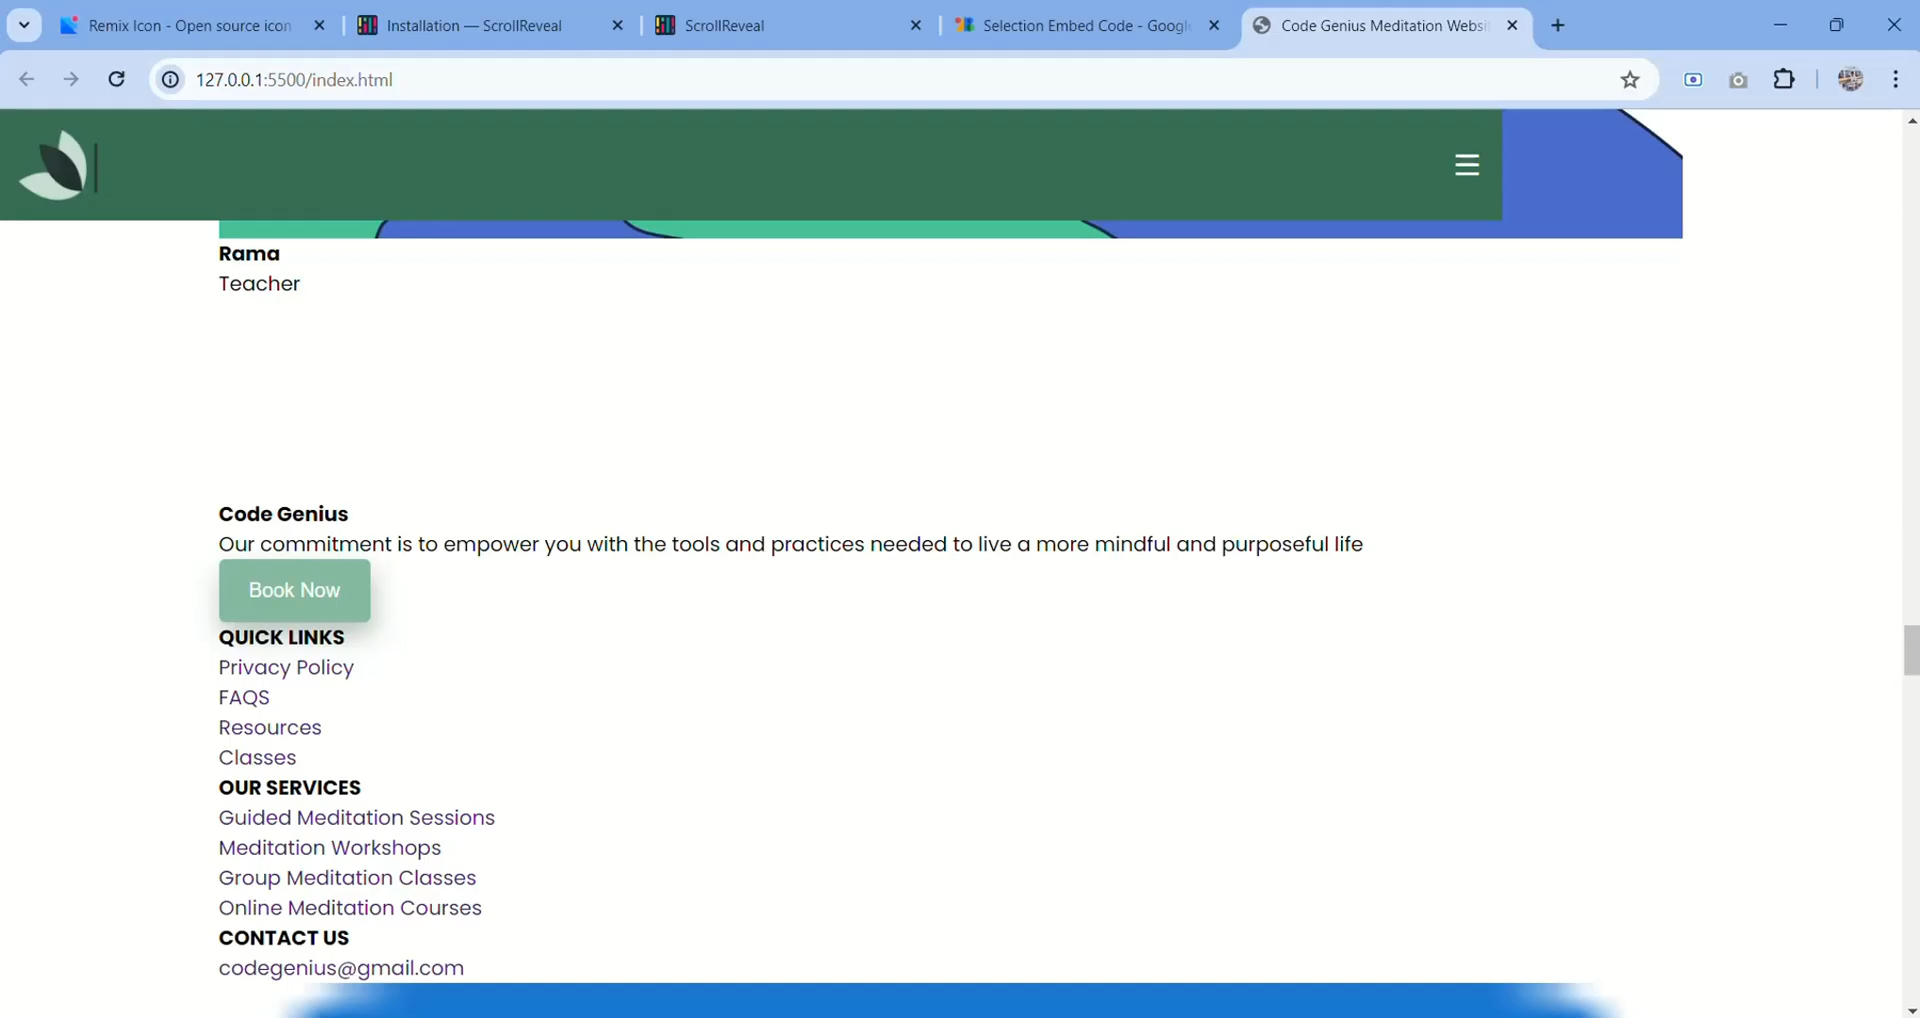 Remix Icon - Open source icon
Installation — ScrollReveal
ScrollReveal
Selection Embed Code - Google
Code Genius Meditation Websi
127.0.0.1:5500/index.html
Rama
Teacher
Code Genius
Our commitment is to empower you with the tools and practices needed to live a more mindful and purposeful life
Book Now
QUICK LINKS
Privacy Policy
FAQS
Resources
Classes
OUR SERVICES
Guided Meditation Sessions
Meditation Workshops
Group Meditation Classes
Online Meditation Courses
CONTACT US
codegenius@gmail.com